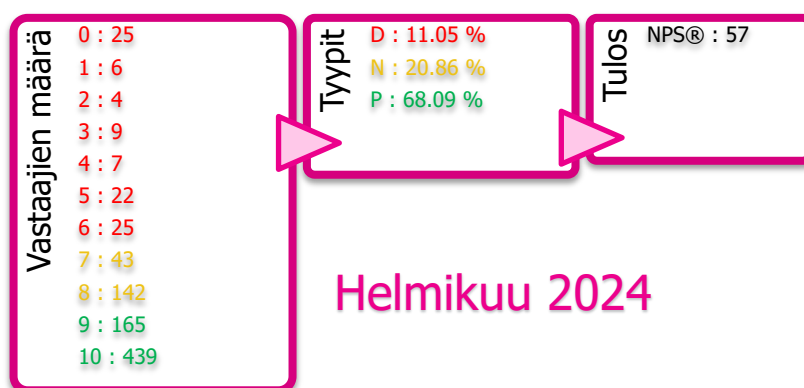 Vastaajien määrä
0 : 25
1 : 6
2 : 4
3 : 9
4 : 7
5 : 22
6 : 25
7 : 43
8 : 142
9 : 165
10 : 439
Tyypit
D : 11.05 %
N : 20.86 %
P : 68.09 %
Tulos
NPS® : 57
Helmikuu 2024